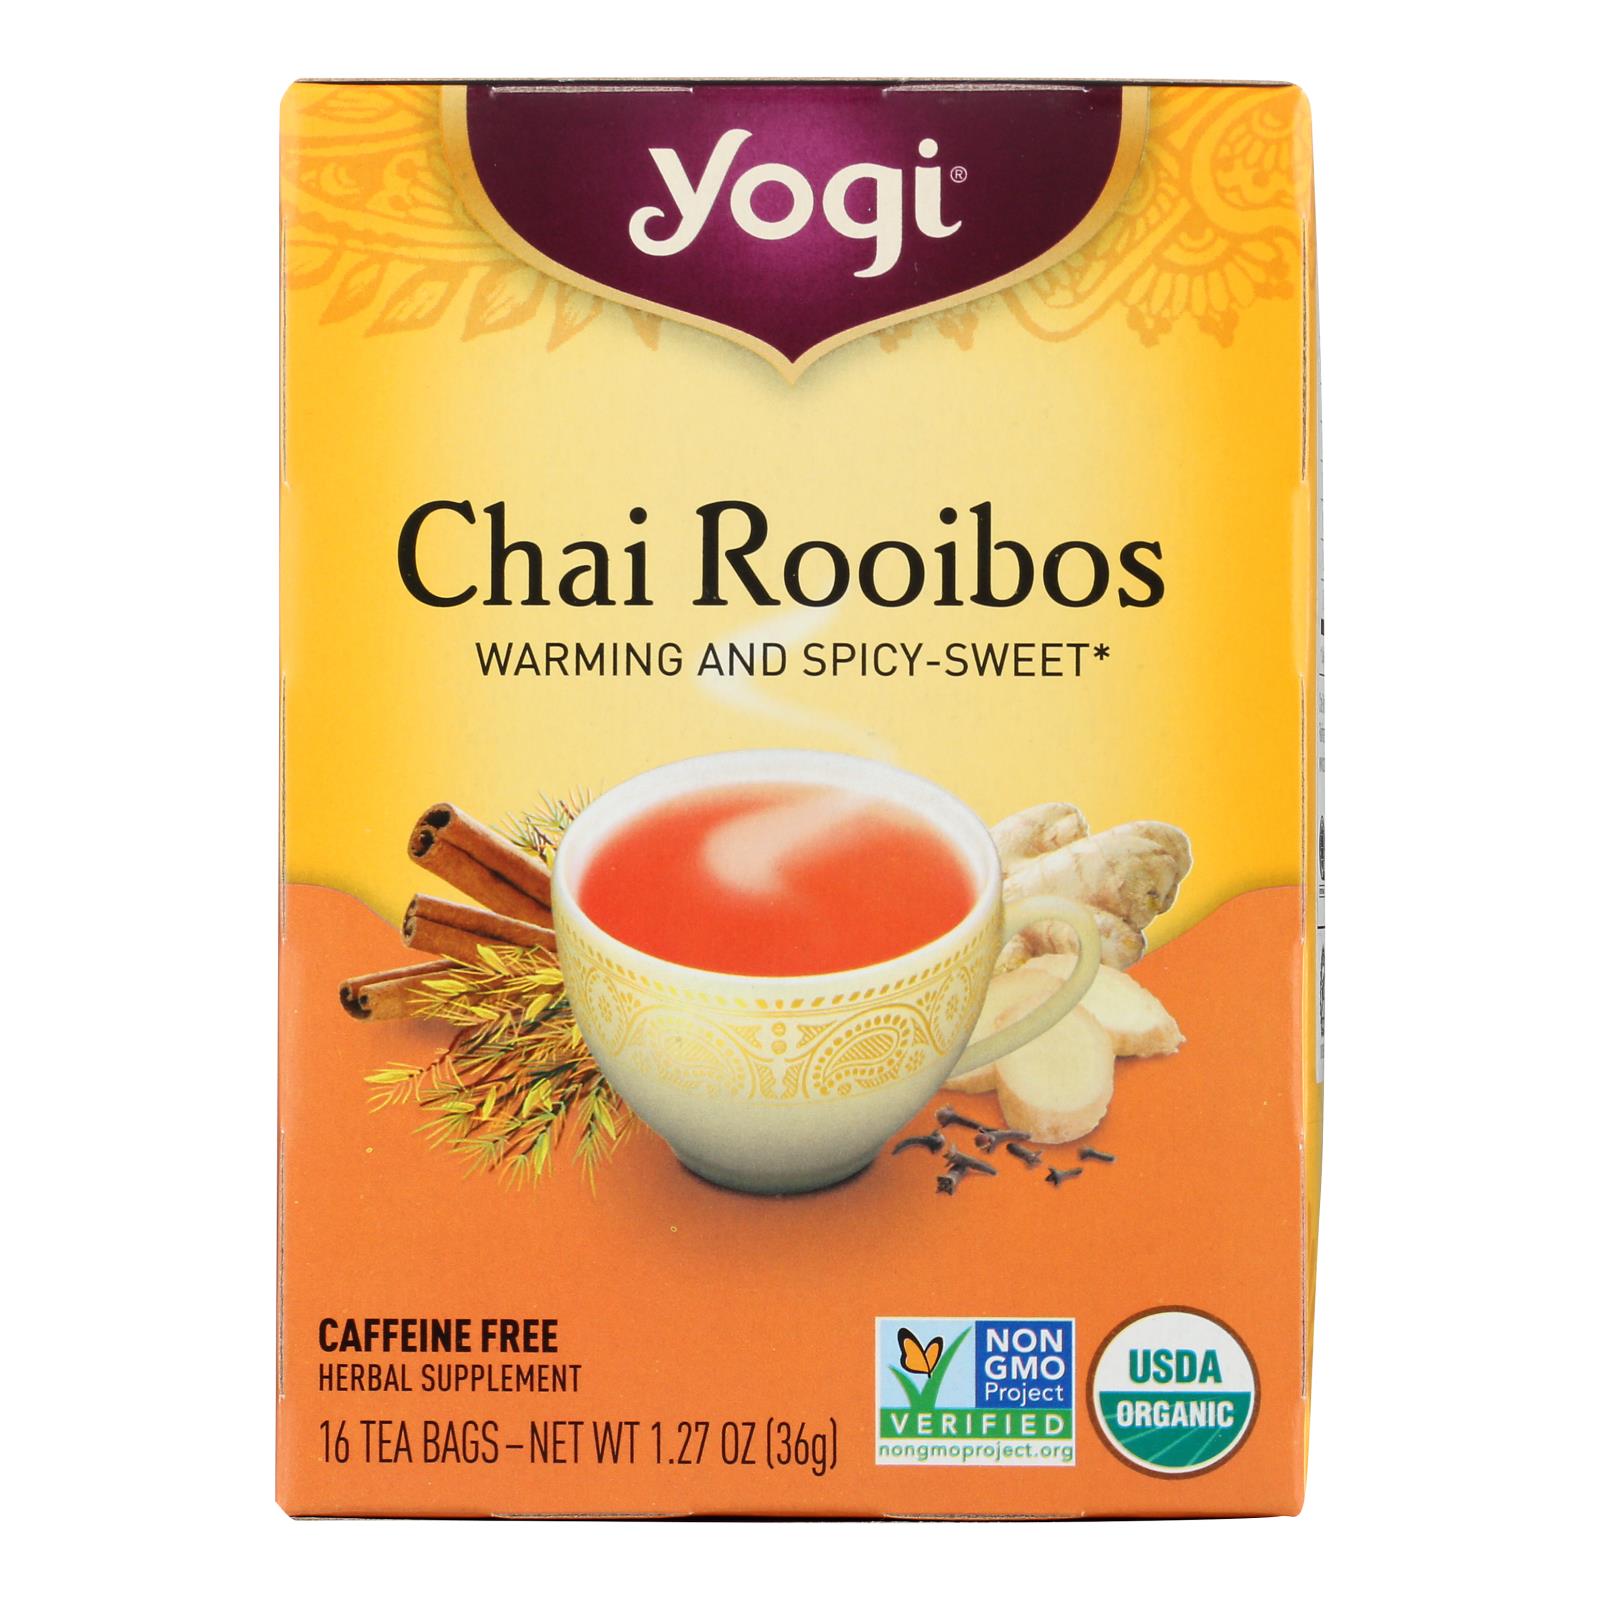 yogi®
Chai Rooibos
WARMING AND SPICY-SWEET*
CAFFEINE FREE
HERBAL SUPPLEMENT
16 TEA BAGS – NET WT 1.27 OZ (36g)
NON
GMO
Project
VERIFIED
nongmoproject.org
USDA
ORGANIC